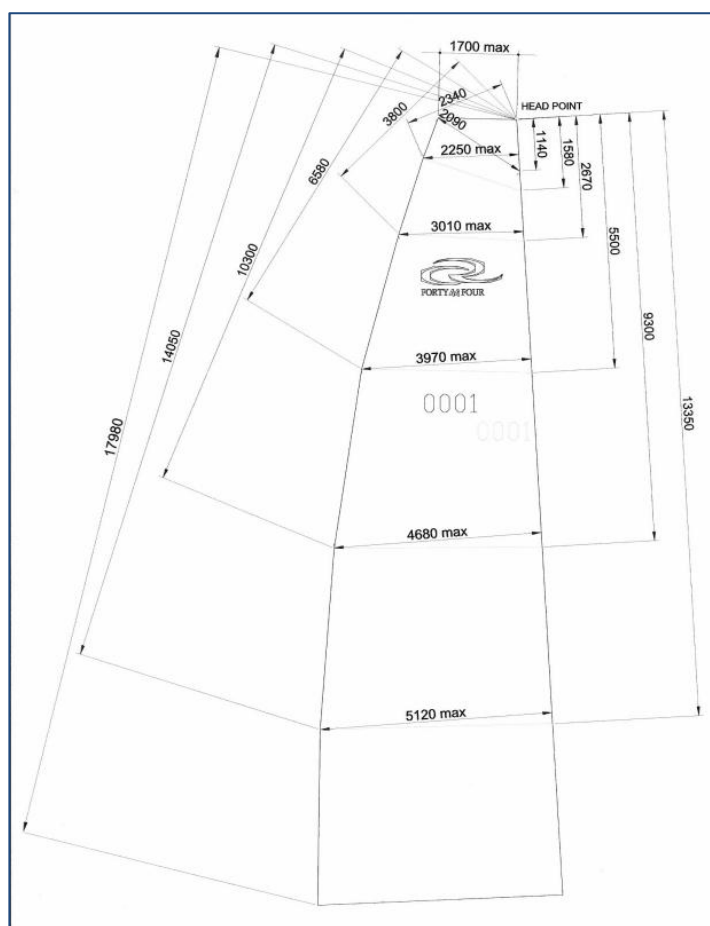 1700 max
HEAD POINT
2340
3800
2090
1140
2250 max
1580
2670
6580
3010 max
5500
10300
FORTY 44 FOUR
9300
14050
3970 max
13350
0001
0001
17980
4680 max
5120 max